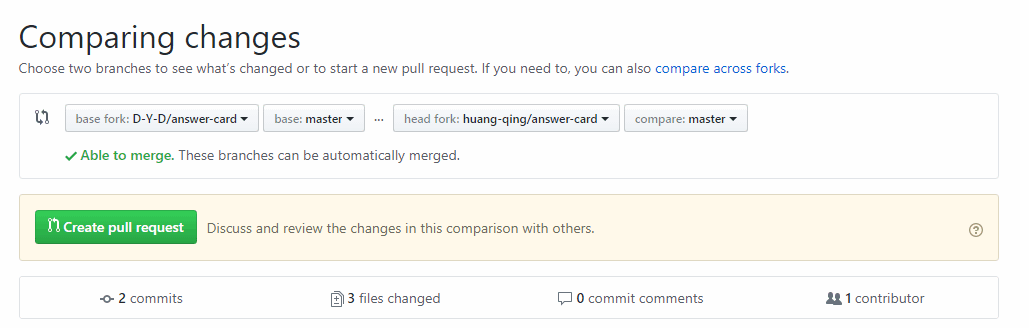 Comparing changes
Choose two branches to see what's changed or to start a new pull request. If you need to, you can also compare across forks.
base fork: D-Y-D/answer-card base: master ... head fork: huang-qing/answer-card compare: master
Able to merge. These branches can be automatically merged.
Create pull request Discuss and review the changes in this comparison with others.
2 commits 3 files changed 0 commit comments 1 contributor